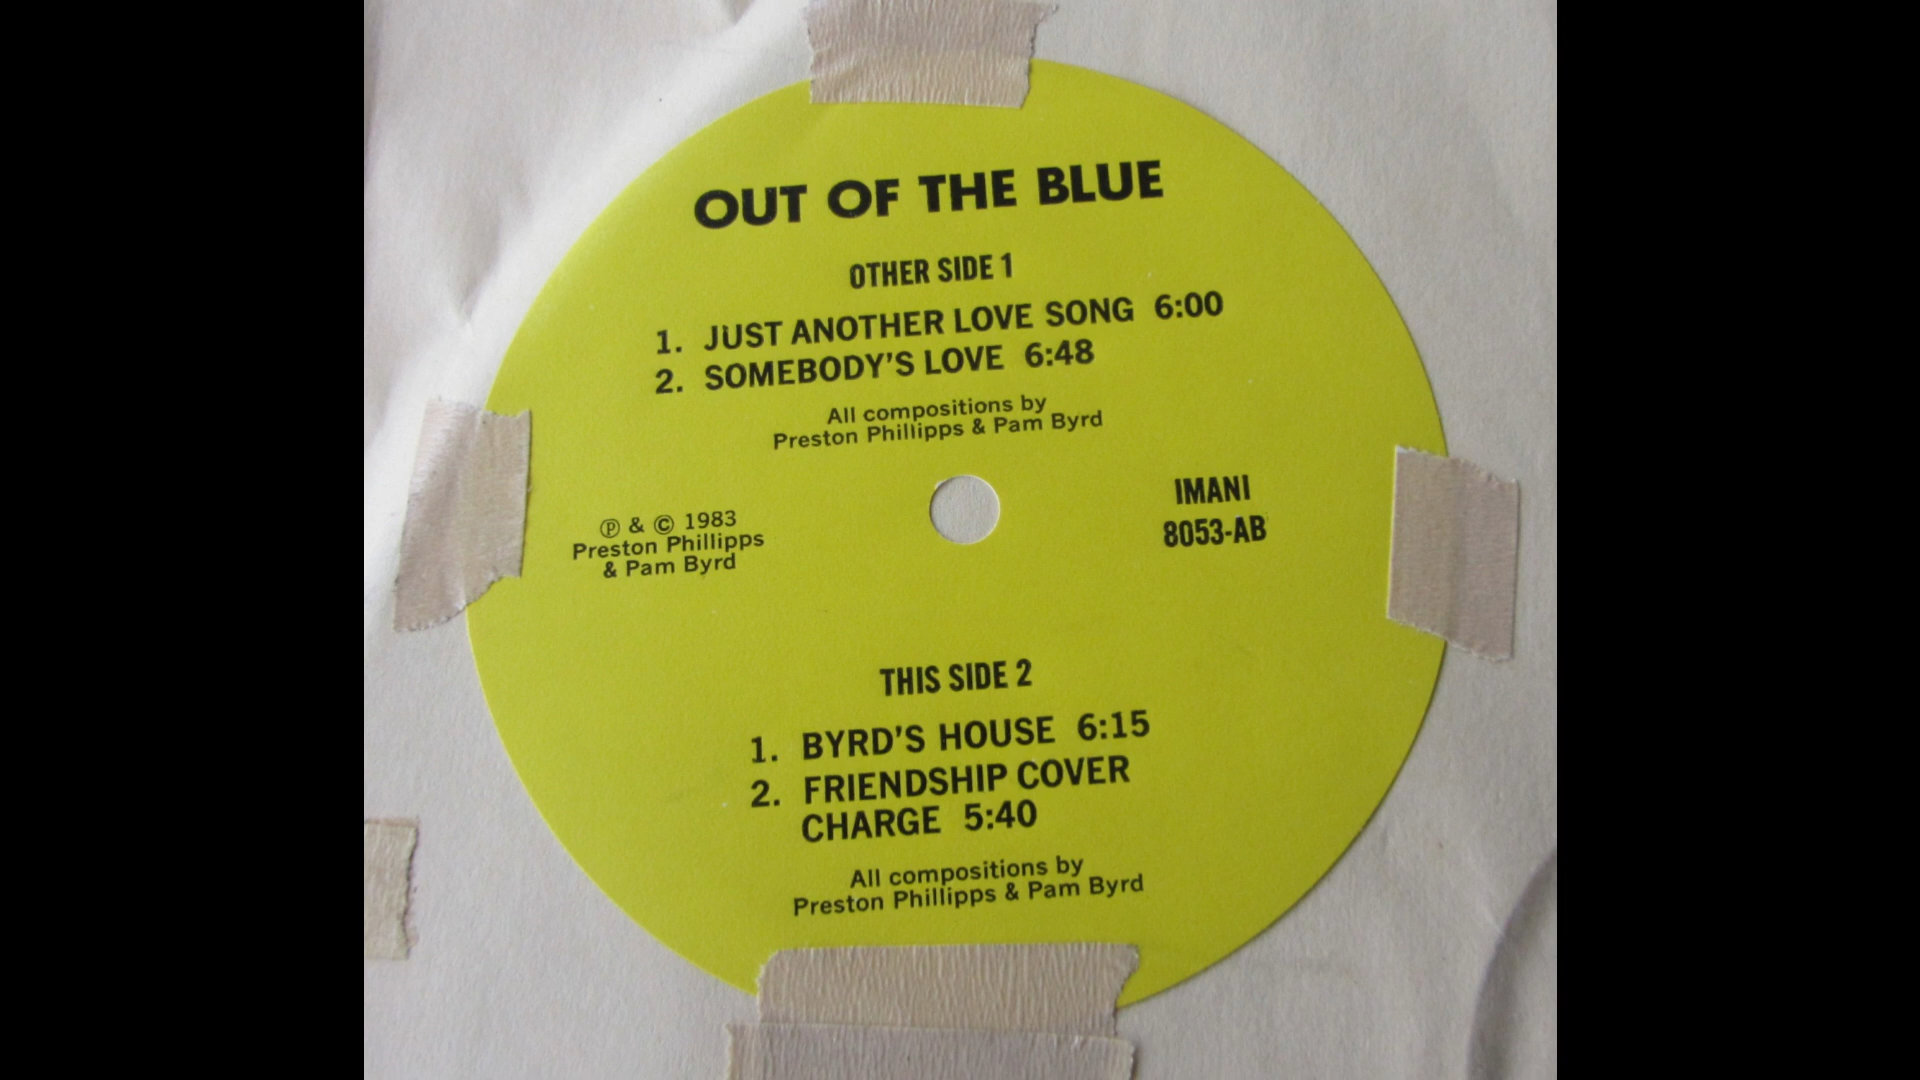 OUT OF THE BLUE
OTHER SIDE 1
1. JUST ANOTHER LOVE SONG 6:00
2. SOMEBODY'S LOVE 6:48
All compositions by
Preston Phillipps & Pam Byrd
℗ & © 1983
Preston Phillipps
& Pam Byrd
IMANI
8053-AB
THIS SIDE 2
1. BYRD'S HOUSE 6:15
2. FRIENDSHIP COVER
CHARGE 5:40
All compositions by
Preston Phillipps & Pam Byrd